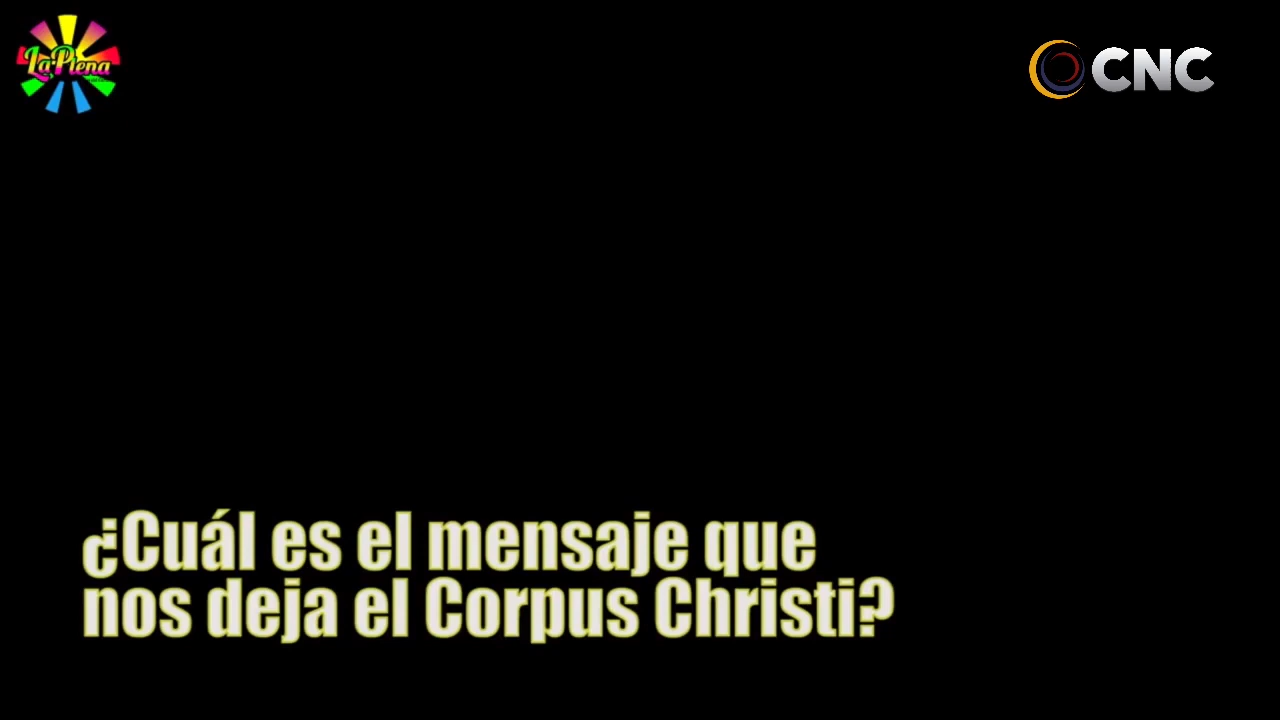 La Plena
CNC
¿Cuál es el mensaje que
nos deja el Corpus Christi?